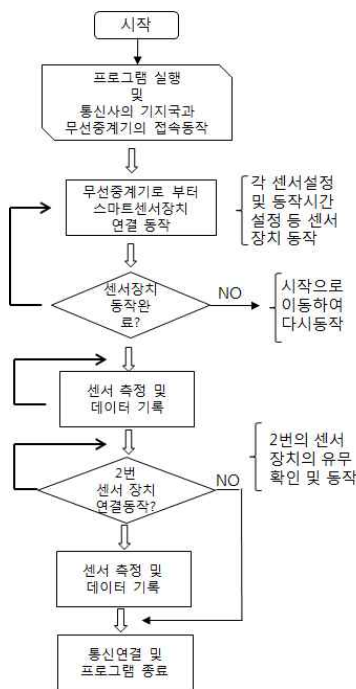 시작
프로그램 실행
및
통신사의 기지국과
무선중계기의 접속동작
무선중계기로 부터
스마트센서장치
연결 동작
각 센서설정
및 동작시간
설정 등 센서
장치 동작
센서장치
동작완
료?
NO
시작으로
이동하여
다시동작
센서 측정 및
데이터 기록
2번
센서 장치
연결동작?
NO
2번의 센서
장치의 유무
확인 및 동작
센서 측정 및
데이터 기록
통신연결 및
프로그램 종료